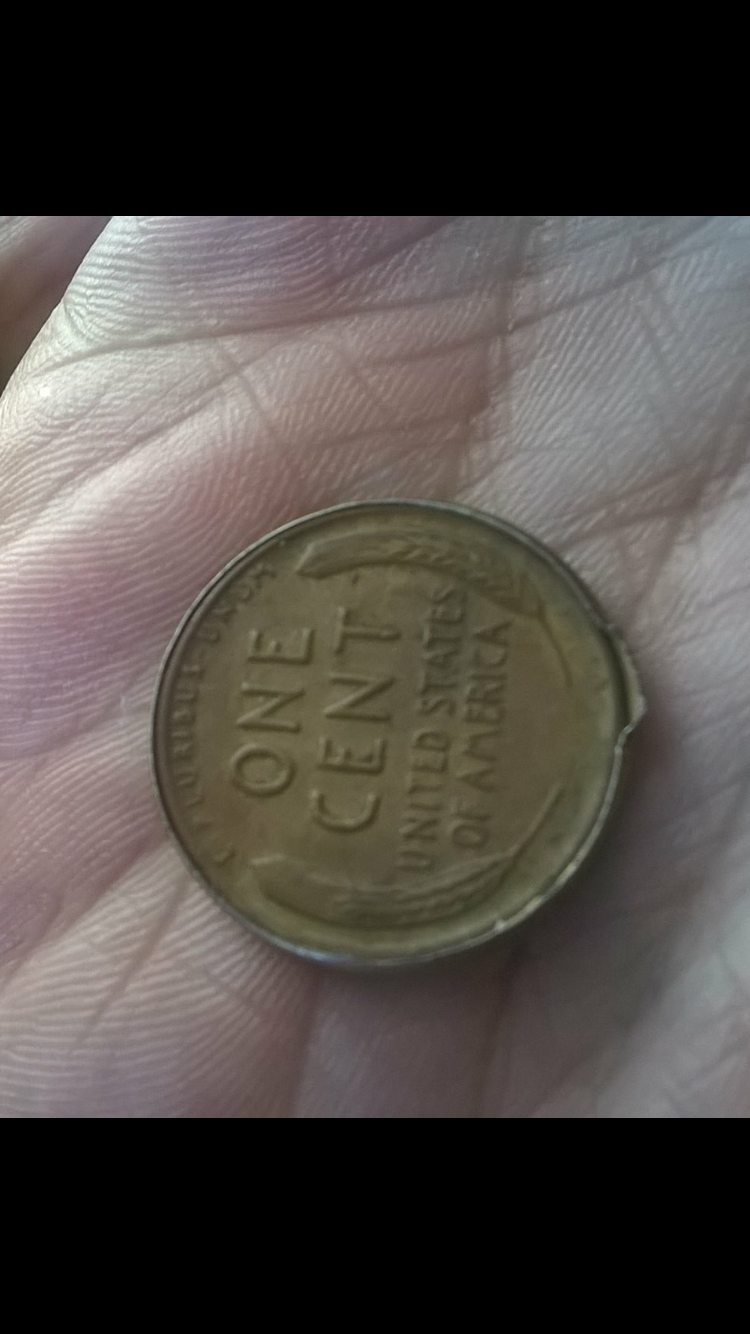 E PLURIBUS UNUM
ONE
CENT
UNITED STATES
OF AMERICA